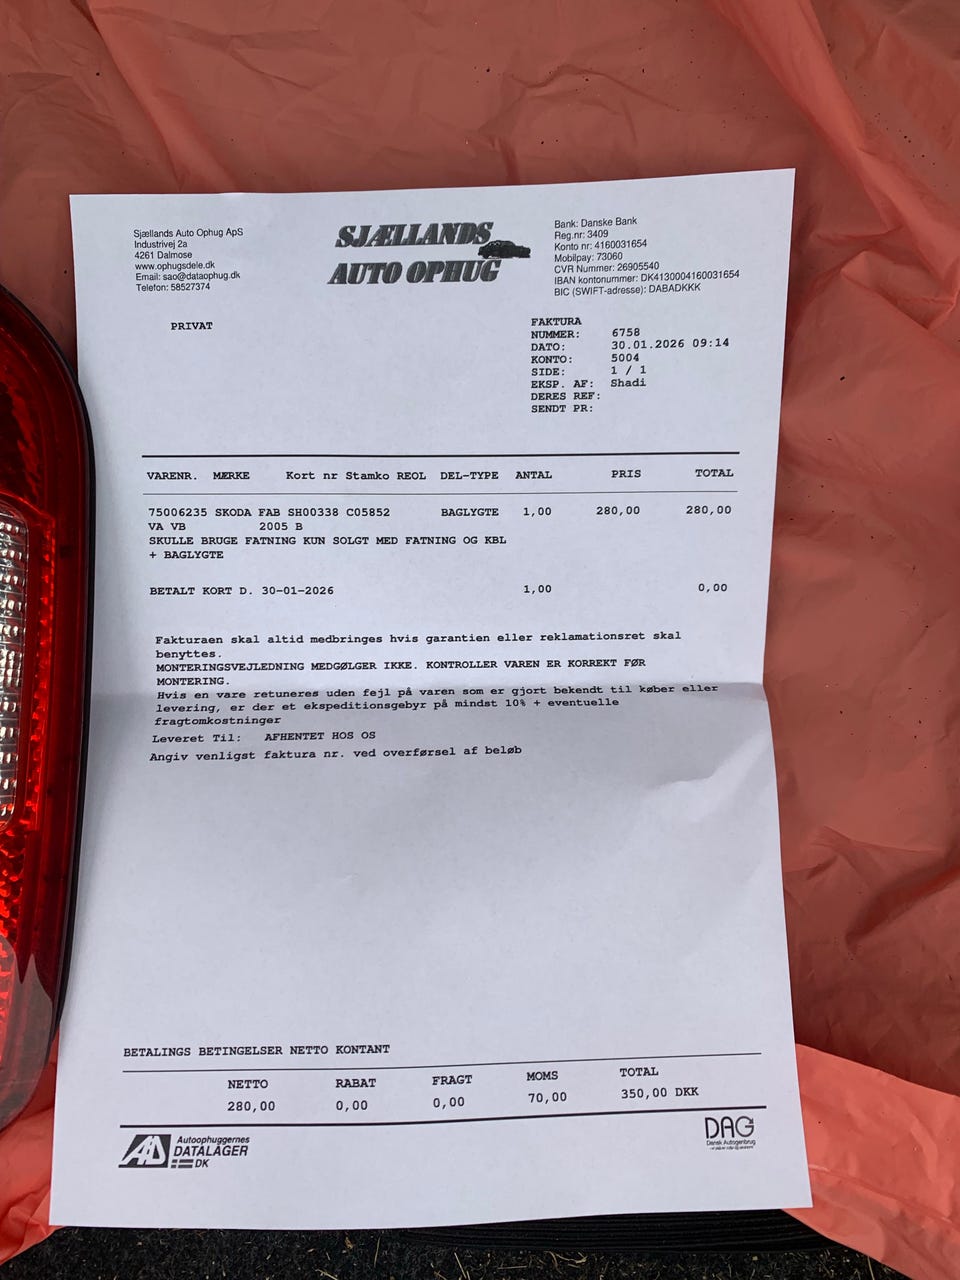 Sjællands Auto Ophug ApS
Industrivej 2a
4261 Dalmose
www.ophugsdele.dk
Email: sao@dataophug.dk
Telefon: 58527374
SJÆLLANDS
AUTO OPHUG
Bank: Danske Bank
Reg.nr: 3409
Konto nr: 4160031654
Mobilpay: 73060
CVR Nummer: 26905540
IBAN kontonummer: DK4130004160031654
BIC (SWIFT-adresse): DABADKKK
PRIVAT
FAKTURA
NUMMER: 6758
DATO: 30.01.2026 09:14
KONTO: 5004
SIDE: 1 / 1
EKSP. AF: Shadi
DERES REF:
SENDT PR:
VARENR. MÆRKE Kort nr Stamko REOL DEL-TYPE ANTAL PRIS TOTAL
75006235 SKODA FAB SH00338 C05852 BAGLYGTE 1,00 280,00 280,00
VA VB 2005 B
SKULLE BRUGE FATNING KUN SOLGT MED FATNING OG KBL
+ BAGLYGTE
BETALT KORT D. 30-01-2026 1,00 0,00
Fakturaen skal altid medbringes hvis garantien eller reklamationsret skal
benyttes.
MONTERINGSVEJLEDNING MEDGØLGER IKKE. KONTROLLER VAREN ER KORREKT FØR
MONTERING.
Hvis en vare retuneres uden fejl på varen som er gjort bekendt til køber eller
levering, er der et ekspeditionsgebyr på mindst 10% + eventuelle
fragtomkostninger
Leveret Til: AFHENTET HOS OS
Angiv venligst faktura nr. ved overførsel af beløb
BETALINGS BETINGELSER NETTO KONTANT
NETTO RABAT FRAGT MOMS TOTAL
280,00 0,00 0,00 70,00 350,00 DKK
Autoophuggernes
DATALAGER
DK
DAG
Dansk Autogenbrug